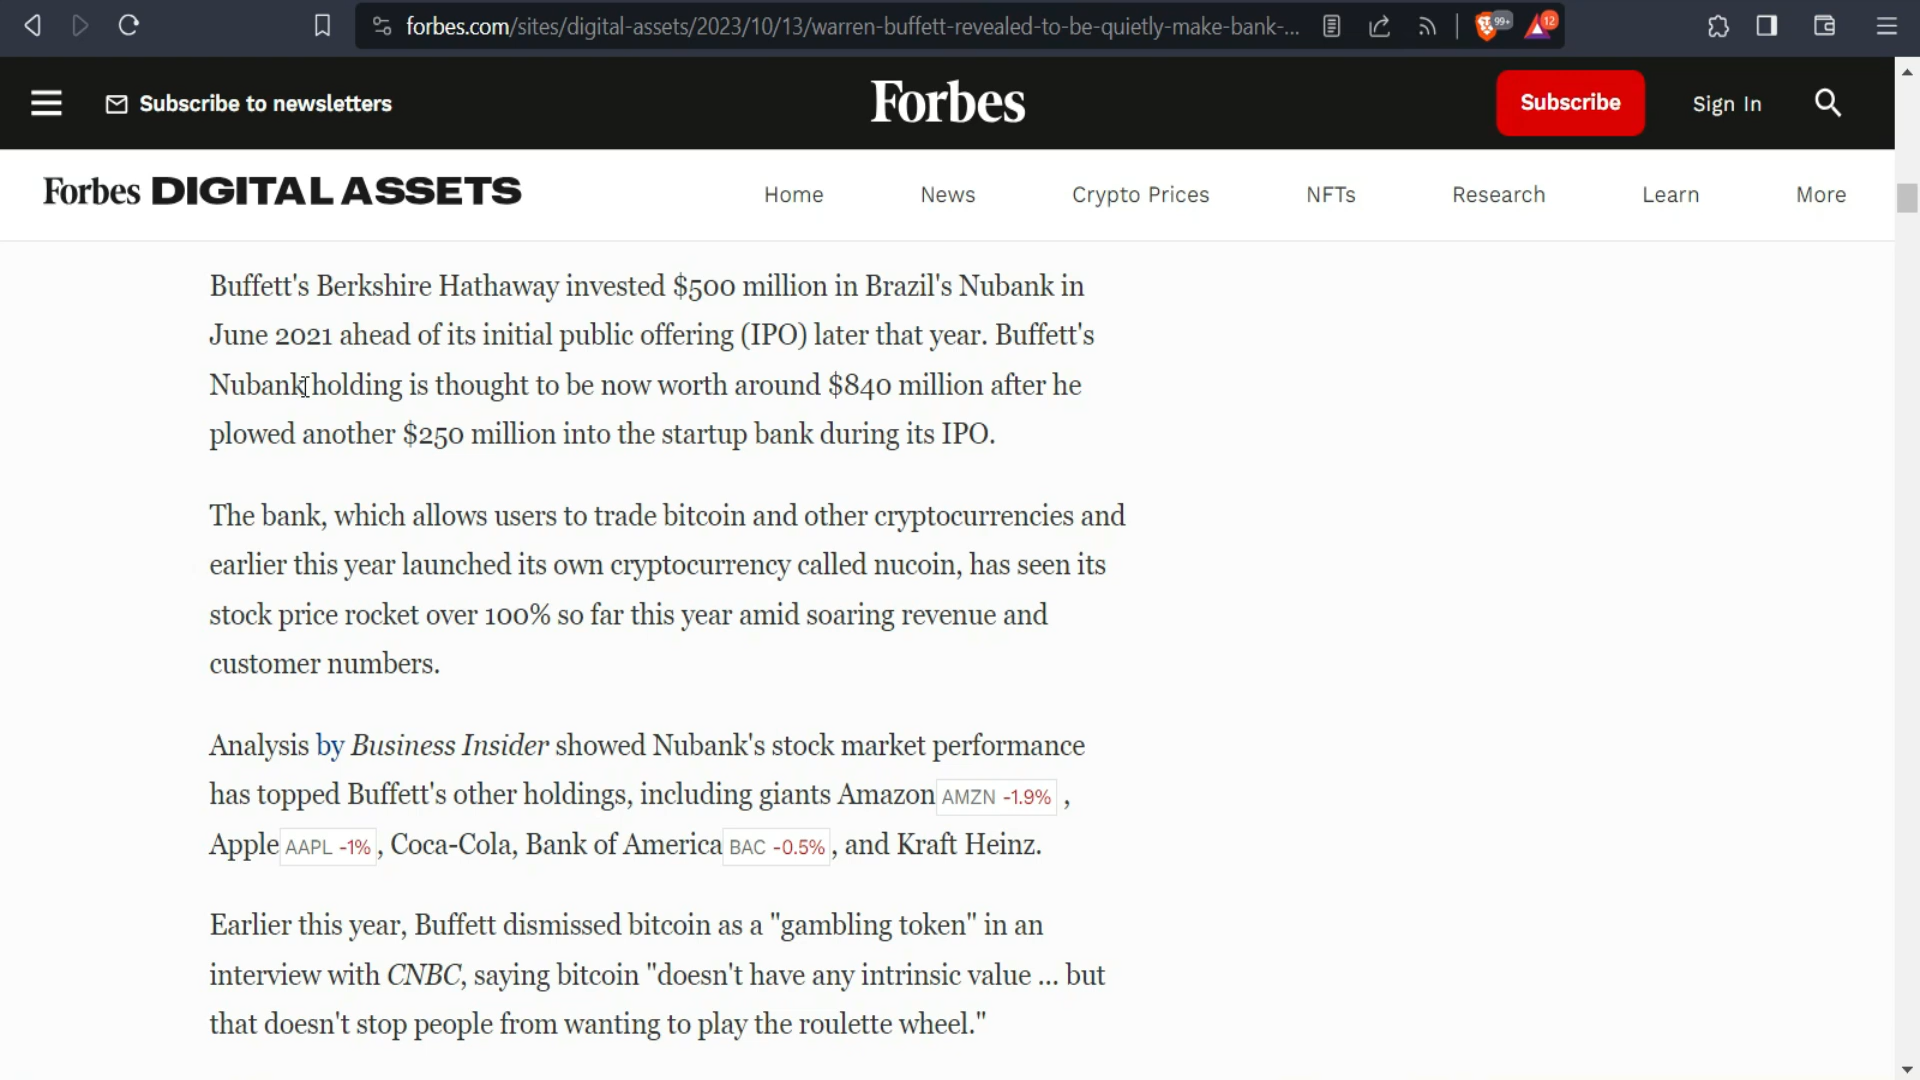 forbes.com/sites/digital-assets/2023/10/13/warren-buffett-revealed-to-be-quietly-make-bank-...
99+
12
Subscribe to newsletters
Forbes
Subscribe
Sign In
Forbes DIGITAL ASSETS
Home
News
Crypto Prices
NFTs
Research
Learn
More
Buffett's Berkshire Hathaway invested $500 million in Brazil's Nubank in
June 2021 ahead of its initial public offering (IPO) later that year. Buffett's
Nubank holding is thought to be now worth around $840 million after he
plowed another $250 million into the startup bank during its IPO.
The bank, which allows users to trade bitcoin and other cryptocurrencies and
earlier this year launched its own cryptocurrency called nucoin, has seen its
stock price rocket over 100% so far this year amid soaring revenue and
customer numbers.
Analysis by Business Insider showed Nubank's stock market performance
has topped Buffett's other holdings, including giants Amazon AMZN -1.9% ,
Apple AAPL -1% , Coca-Cola, Bank of America BAC -0.5% , and Kraft Heinz.
Earlier this year, Buffett dismissed bitcoin as a "gambling token" in an
interview with CNBC, saying bitcoin "doesn't have any intrinsic value ... but
that doesn't stop people from wanting to play the roulette wheel."